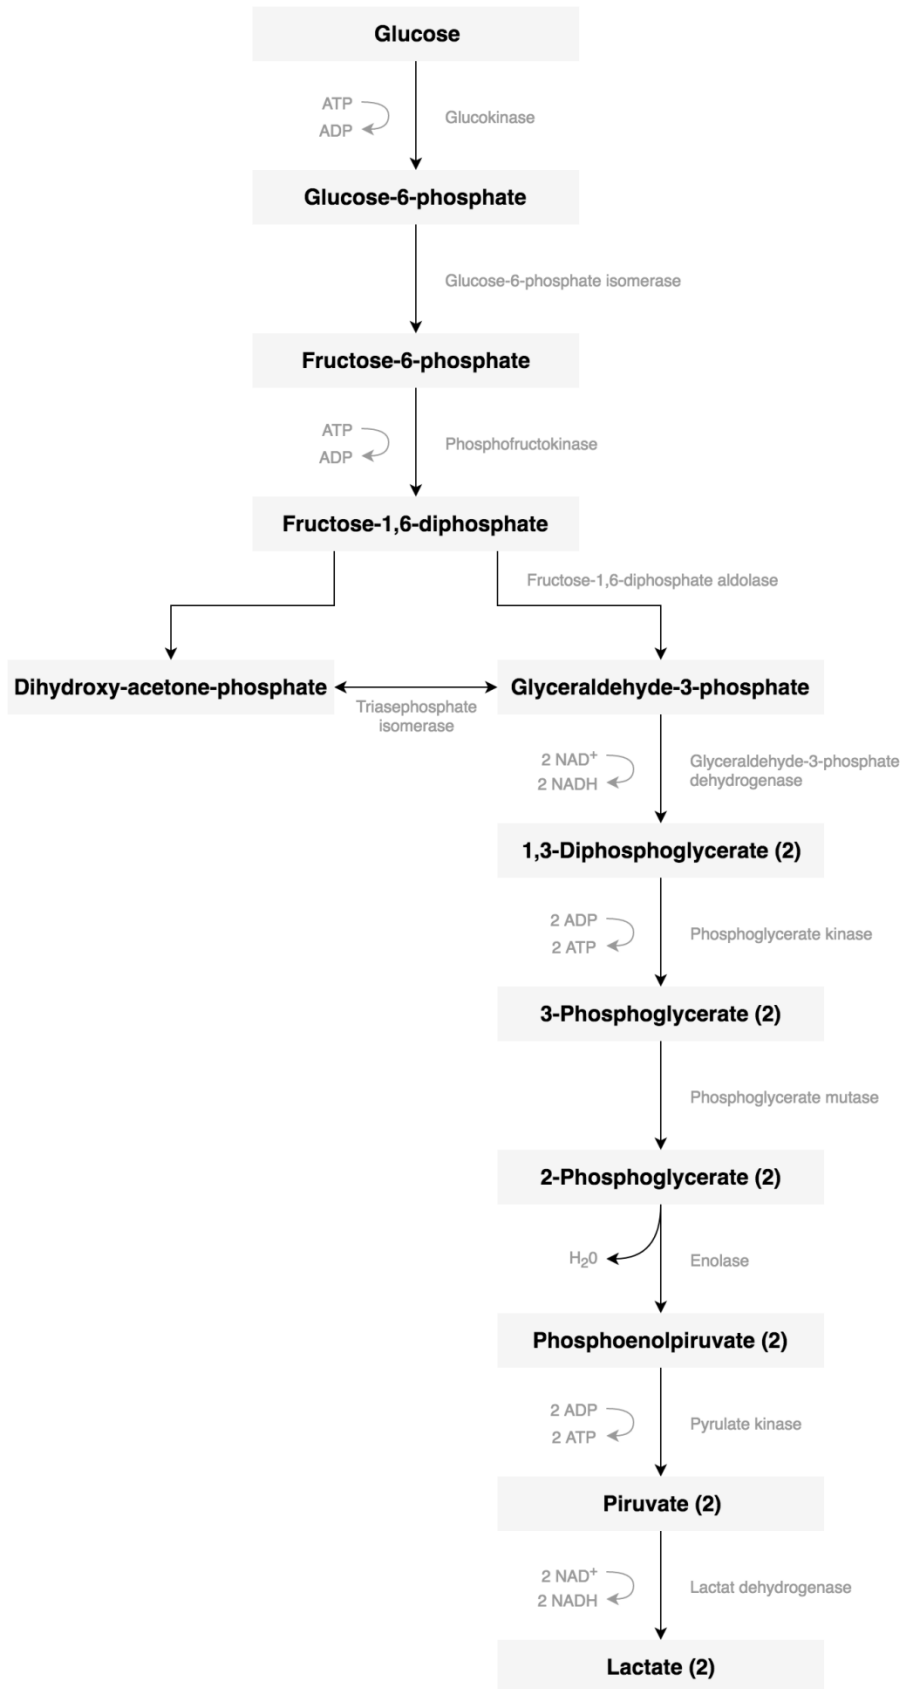 Glucose
ATP
ADP
Glucokinase
Glucose-6-phosphate
Glucose-6-phosphate isomerase
Fructose-6-phosphate
ATP
ADP
Phosphofructokinase
Fructose-1,6-diphosphate
Fructose-1,6-diphosphate aldolase
Dihydroxy-acetone-phosphate
Triasephosphate
isomerase
Glyceraldehyde-3-phosphate
2 NAD⁺
2 NADH
Glyceraldehyde-3-phosphate
dehydrogenase
1,3-Diphosphoglycerate (2)
2 ADP
2 ATP
Phosphoglycerate kinase
3-Phosphoglycerate (2)
Phosphoglycerate mutase
2-Phosphoglycerate (2)
H₂0
Enolase
Phosphoenolpiruvate (2)
2 ADP
2 ATP
Pyrulate kinase
Piruvate (2)
2 NAD⁺
2 NADH
Lactat dehydrogenase
Lactate (2)